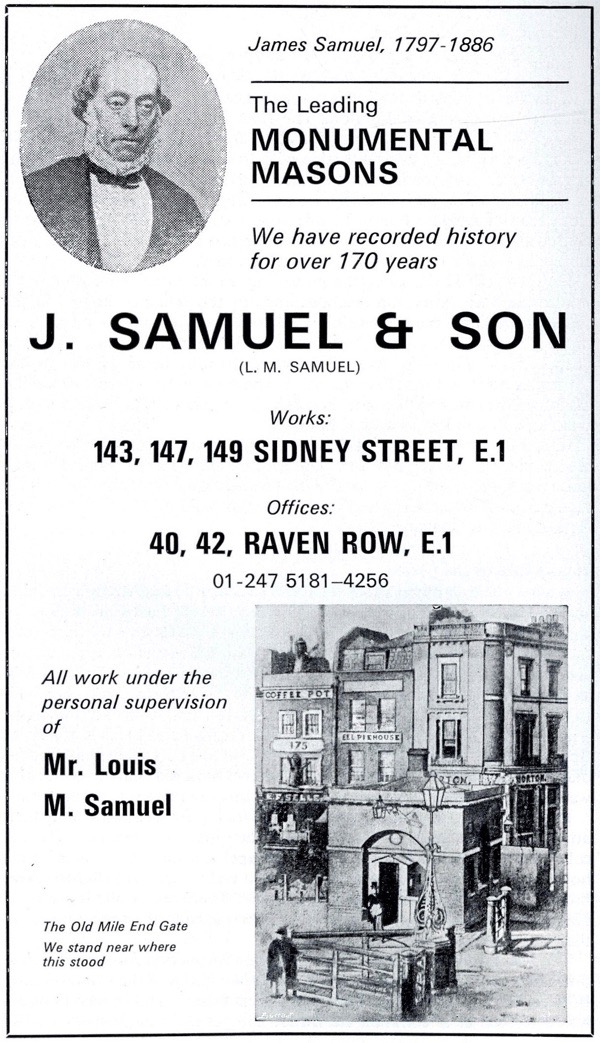 James Samuel, 1797-1886
The Leading
MONUMENTAL
MASONS
We have recorded history
for over 170 years
J. SAMUEL & SON
(L. M. SAMUEL)
Works:
143, 147, 149 SIDNEY STREET, E.1
Offices:
40, 42, RAVEN ROW, E.1
01-247 5181–4256
All work under the
personal supervision
of
Mr. Louis
M. Samuel
The Old Mile End Gate
We stand near where
this stood
COFFEE POT
175
EEL PIE HOUSE
HORTON.